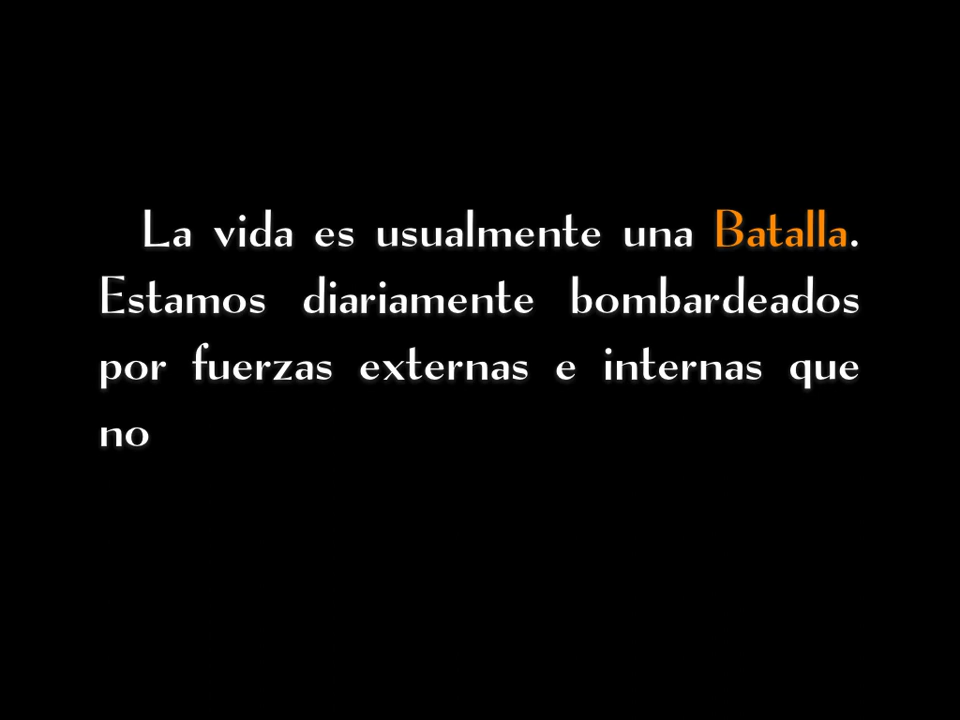 La vida es usualmente una Batalla.
Estamos diariamente bombardeados
por fuerzas externas e internas que
no